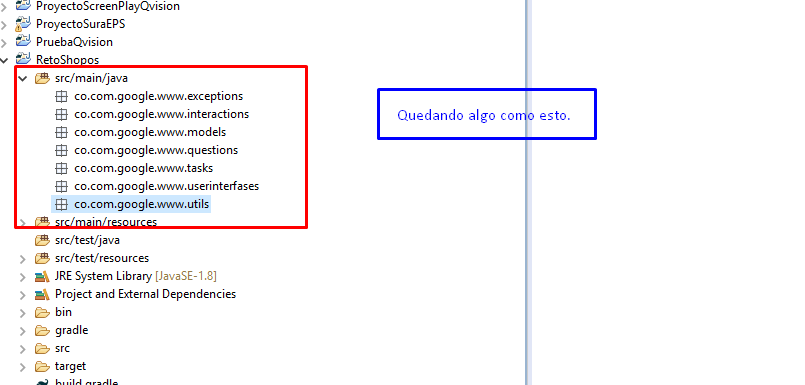 ProyectoScreenPlayQvision
ProyectoSuraEPS
PruebaQvision
RetoShopos
src/main/java
co.com.google.www.exceptions
co.com.google.www.interactions
co.com.google.www.models
co.com.google.www.questions
co.com.google.www.tasks
co.com.google.www.userinterfases
co.com.google.www.utils
src/main/resources
src/test/java
src/test/resources
JRE System Library [JavaSE-1.8]
Project and External Dependencies
bin
gradle
src
target
build.gradle
Quedando algo como esto.